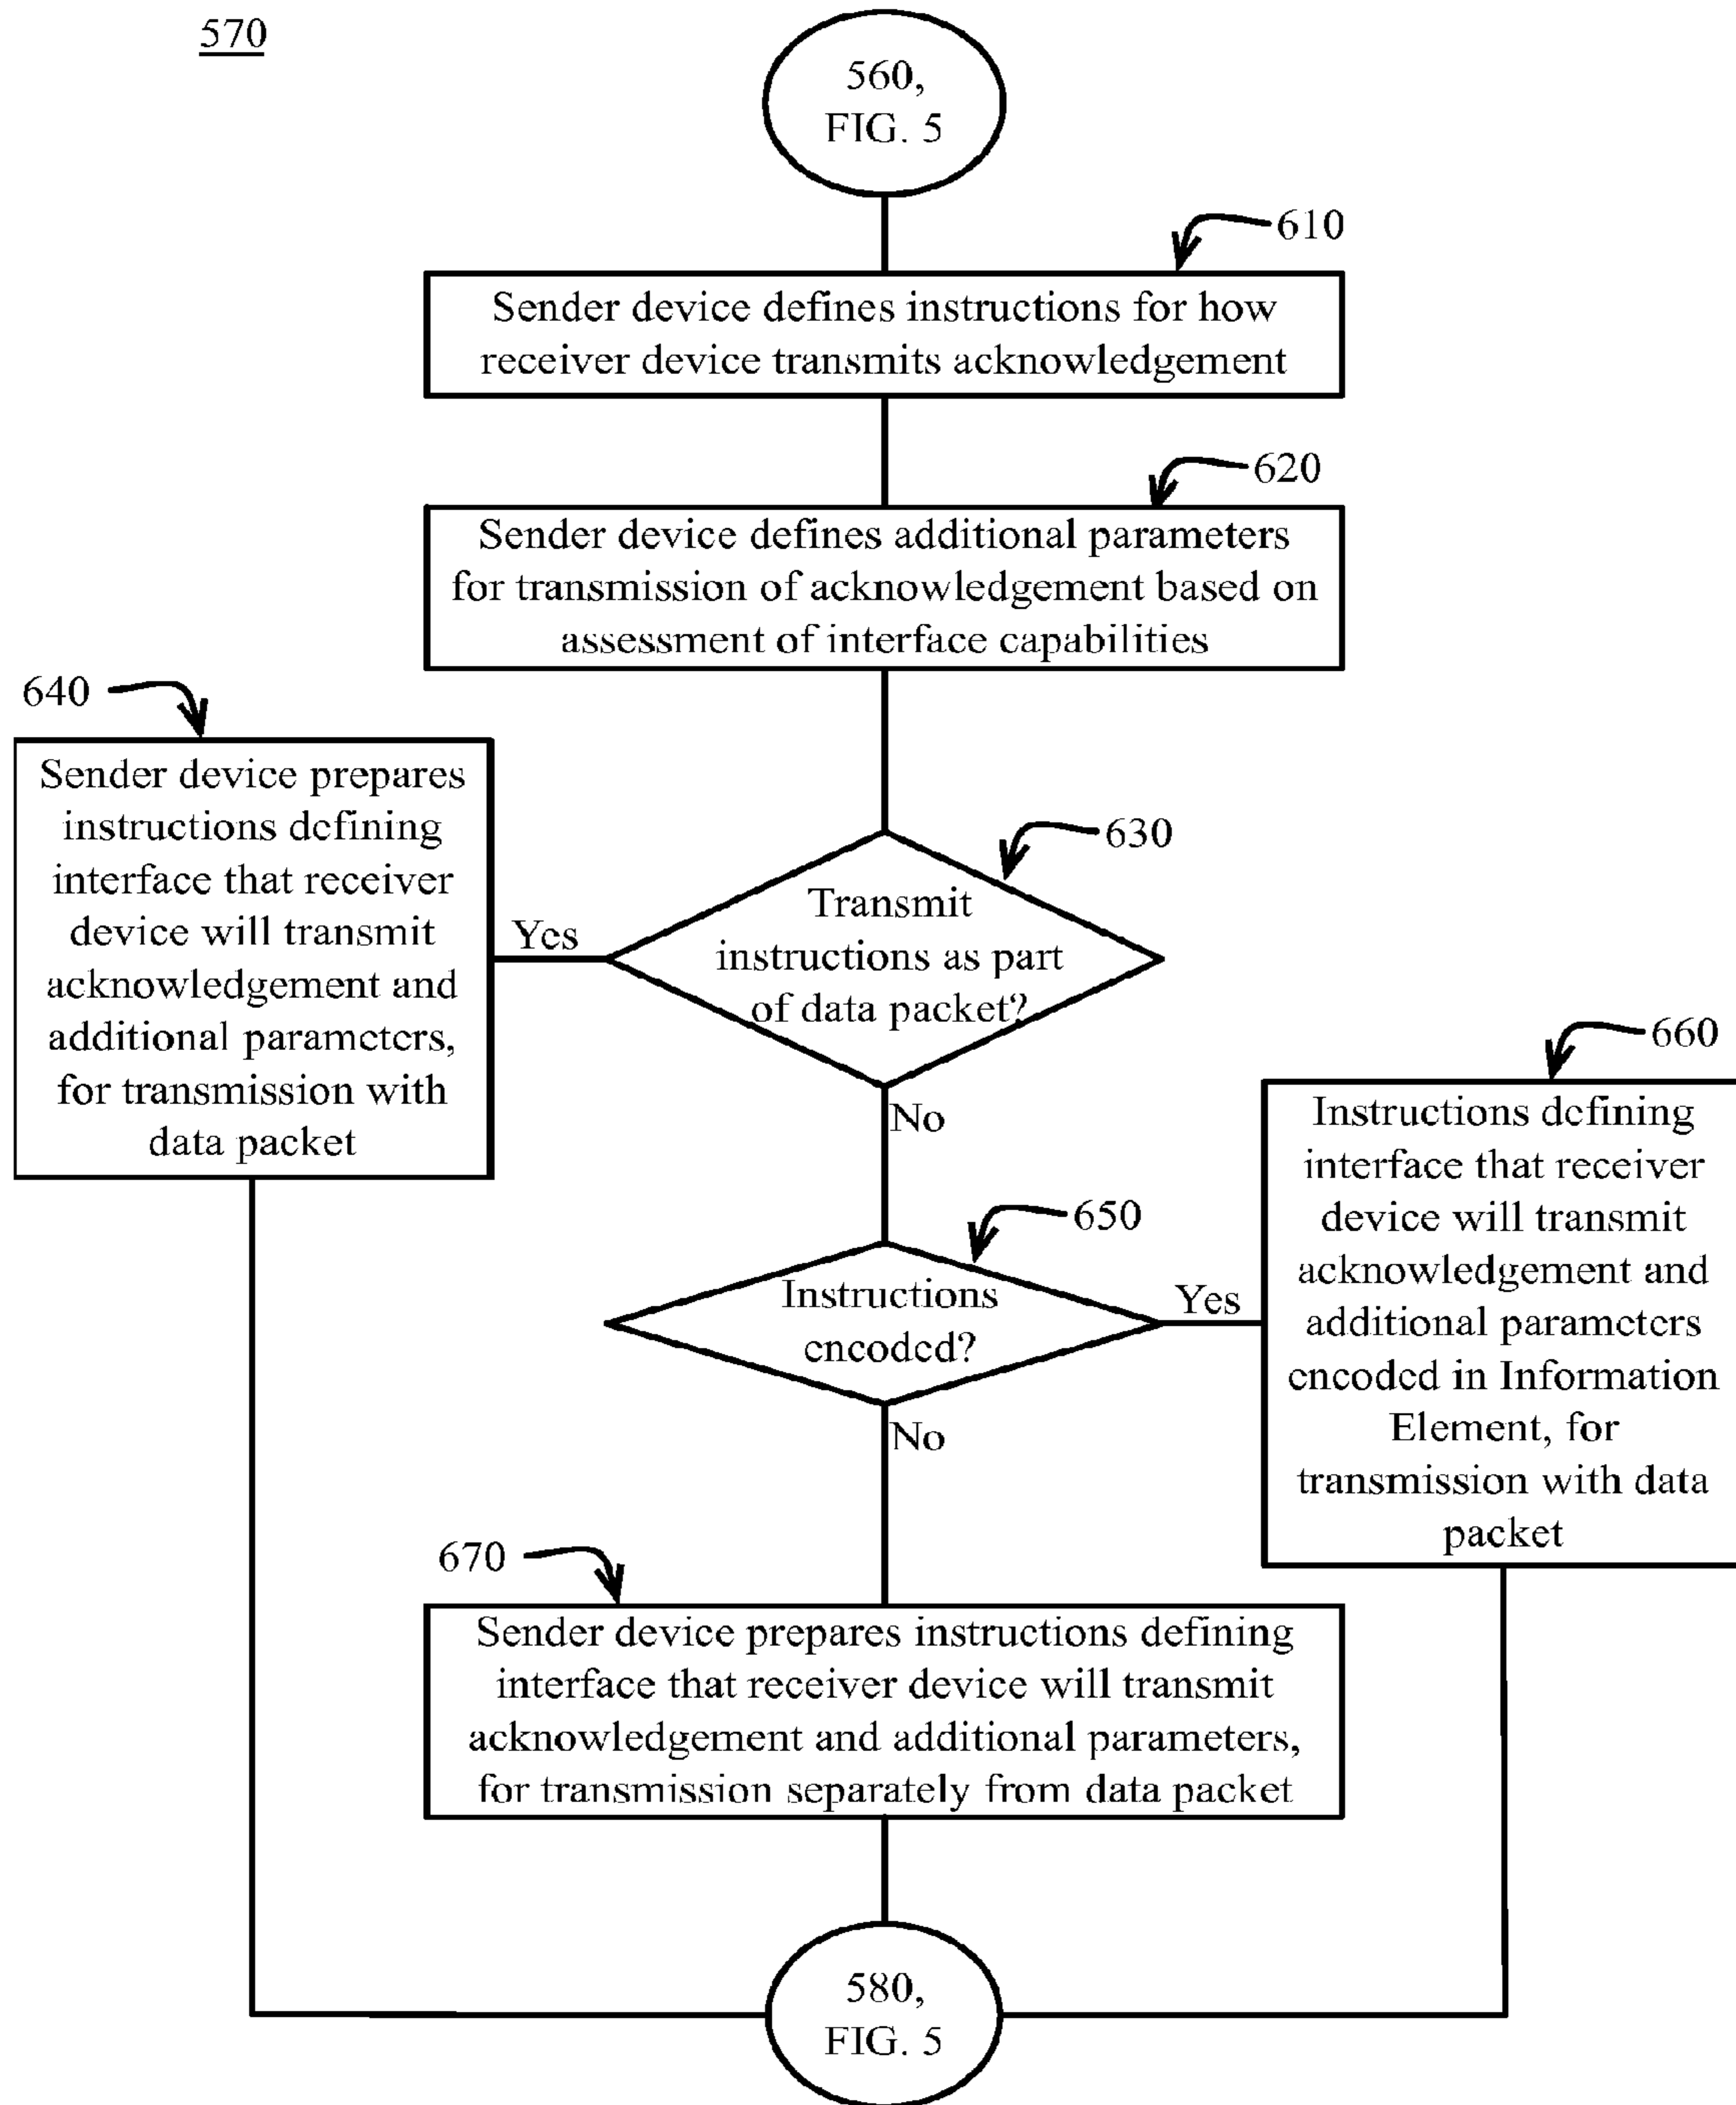 570
560,
FIG. 5
610
Sender device defines instructions for how
receiver device transmits acknowledgement
620
Sender device defines additional parameters
for transmission of acknowledgement based on
assessment of interface capabilities
640
Sender device prepares
instructions defining
interface that receiver
device will transmit
acknowledgement and
additional parameters,
for transmission with
data packet
630
Transmit
instructions as part
of data packet?
Yes
No
660
Instructions defining
interface that receiver
device will transmit
acknowledgement and
additional parameters
encoded in Information
Element, for
transmission with data
packet
650
Instructions
encoded?
Yes
No
670
Sender device prepares instructions defining
interface that receiver device will transmit
acknowledgement and additional parameters,
for transmission separately from data packet
580,
FIG. 5